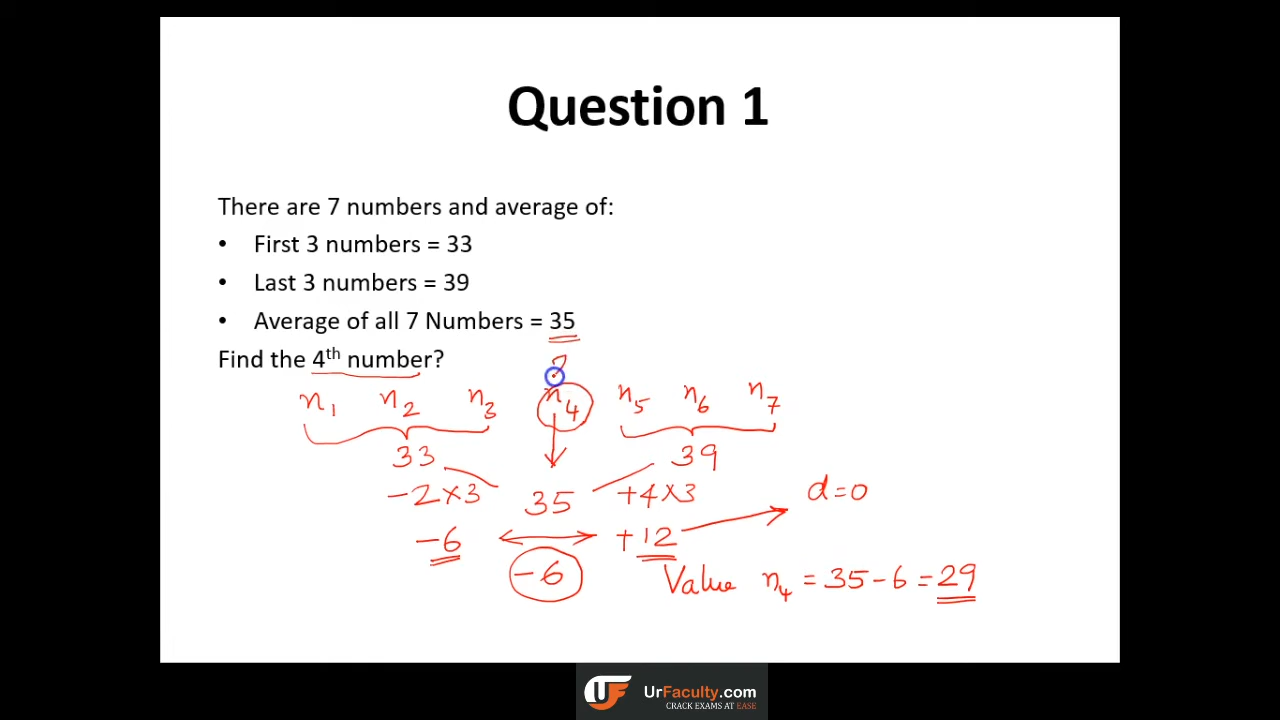 Question 1
There are 7 numbers and average of:
• First 3 numbers = 33
• Last 3 numbers = 39
• Average of all 7 Numbers = 35
Find the 4th number?
?
n1 n2 n3 n4 n5 n6 n7
33 39
-2×3 35 +4×3 d=0
-6 +12
-6 Value n4 = 35-6 = 29
UF UrFaculty.com
CRACK EXAMS AT EASE